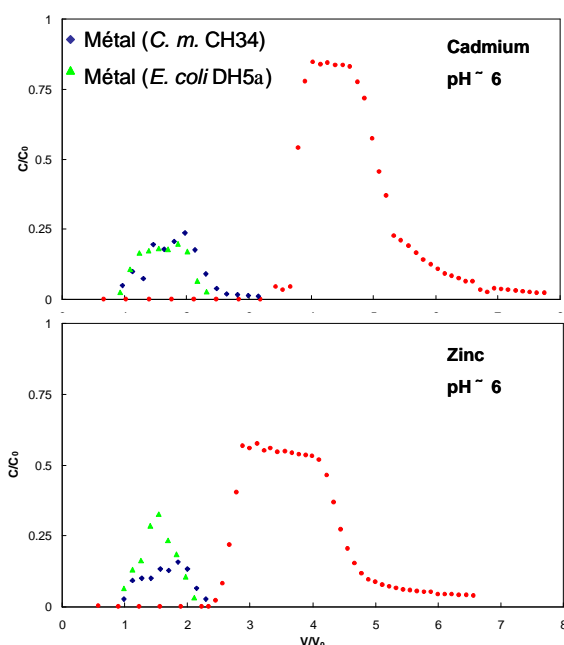 1
Métal (C. m. CH34)
Métal (E. coli DH5a)
Cadmium
pH ~ 6
0.75
0.5
0.25
0
C/C0
1
Zinc
pH ~ 6
0.75
0.5
0.25
0
C/C0
0 1 2 3 4 5 6 7 8
V/V0